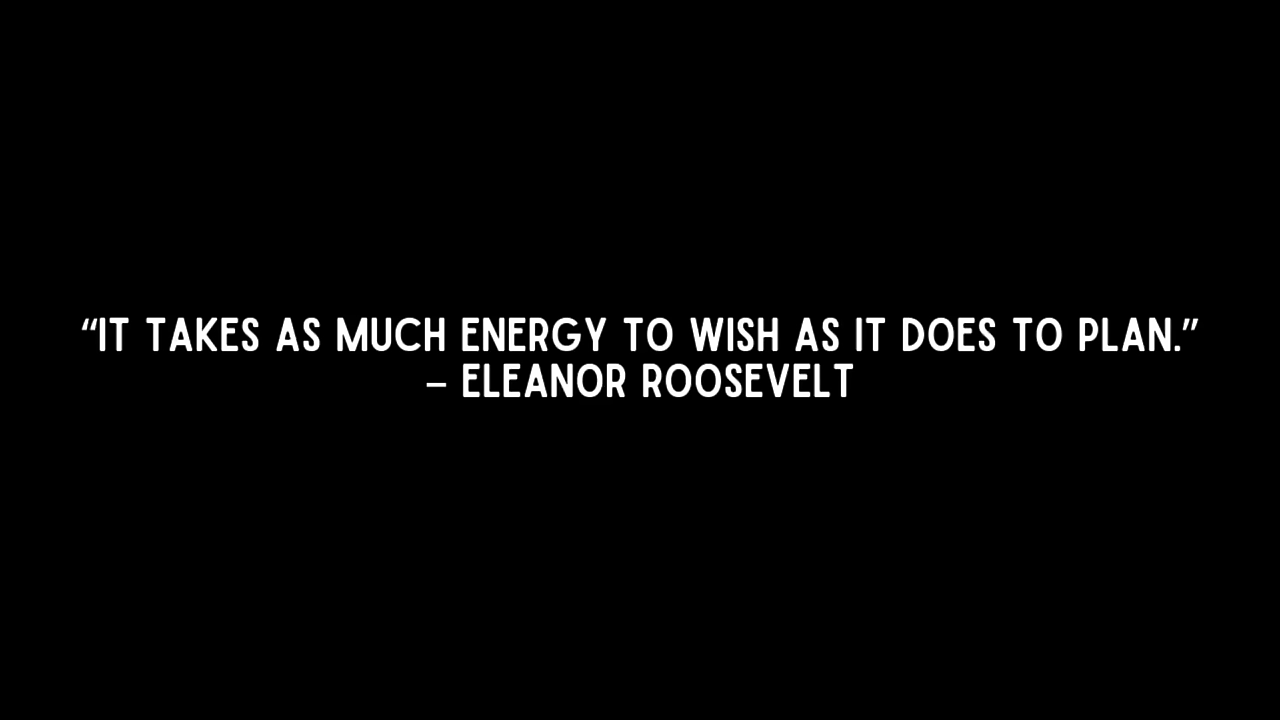 “IT TAKES AS MUCH ENERGY TO WISH AS IT DOES TO PLAN.”
– ELEANOR ROOSEVELT